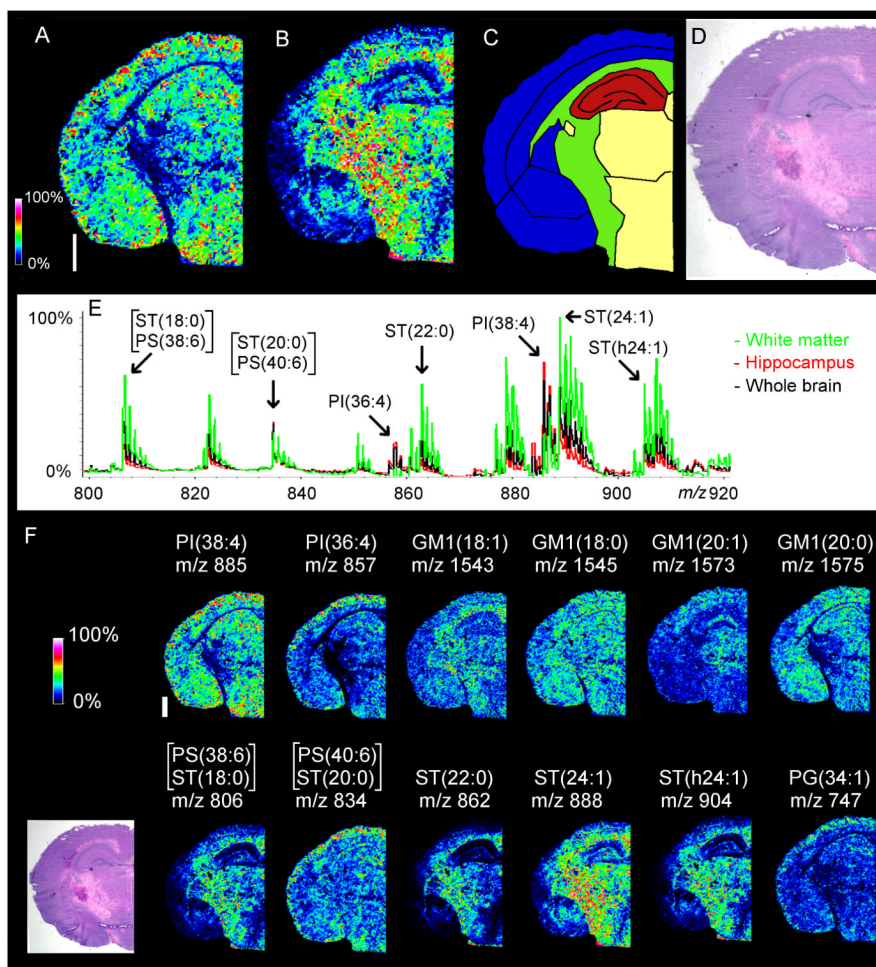 A
B
C
D
100%
0%
E
100%
0%
[ST(18:0)
PS(38:6)]
[ST(20:0)
PS(40:6)]
PI(36:4)
ST(22:0)
PI(38:4)
ST(24:1)
ST(h24:1)
- White matter
- Hippocampus
- Whole brain
800 820 840 860 880 900 m/z 920
F
100%
0%
PI(38:4) PI(36:4) GM1(18:1) GM1(18:0) GM1(20:1) GM1(20:0)
m/z 885 m/z 857 m/z 1543 m/z 1545 m/z 1573 m/z 1575
[PS(38:6) [PS(40:6)
ST(18:0)] ST(20:0)] ST(22:0) ST(24:1) ST(h24:1) PG(34:1)
m/z 806 m/z 834 m/z 862 m/z 888 m/z 904 m/z 747